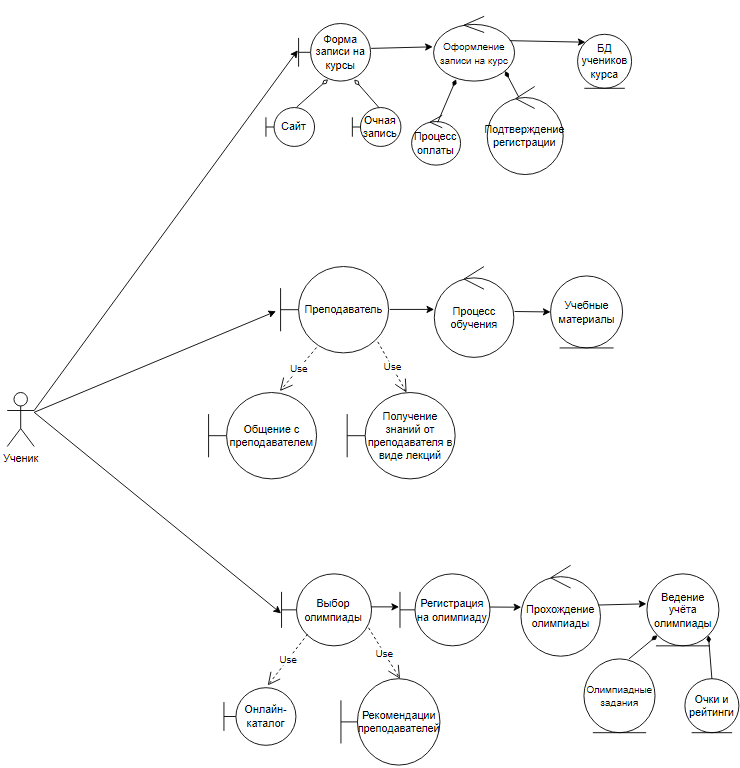 Форма
записи на
курсы
Оформление
записи на курс
БД
учеников
курса
Сайт
Очная
запись
Процесс
оплаты
Подтверждение
регистрации
Преподаватель
Процесс
обучения
Учебные
материалы
Use
Use
Общение с
преподавателем
Получение
знаний от
преподавателя в
виде лекций
Ученик
Выбор
олимпиады
Регистрация
на олимпиаду
Прохождение
олимпиады
Ведение
учёта
олимпиады
Use
Use
Онлайн-
каталог
Рекомендации
преподавателей
Олимпиадные
задания
Очки и
рейтинги